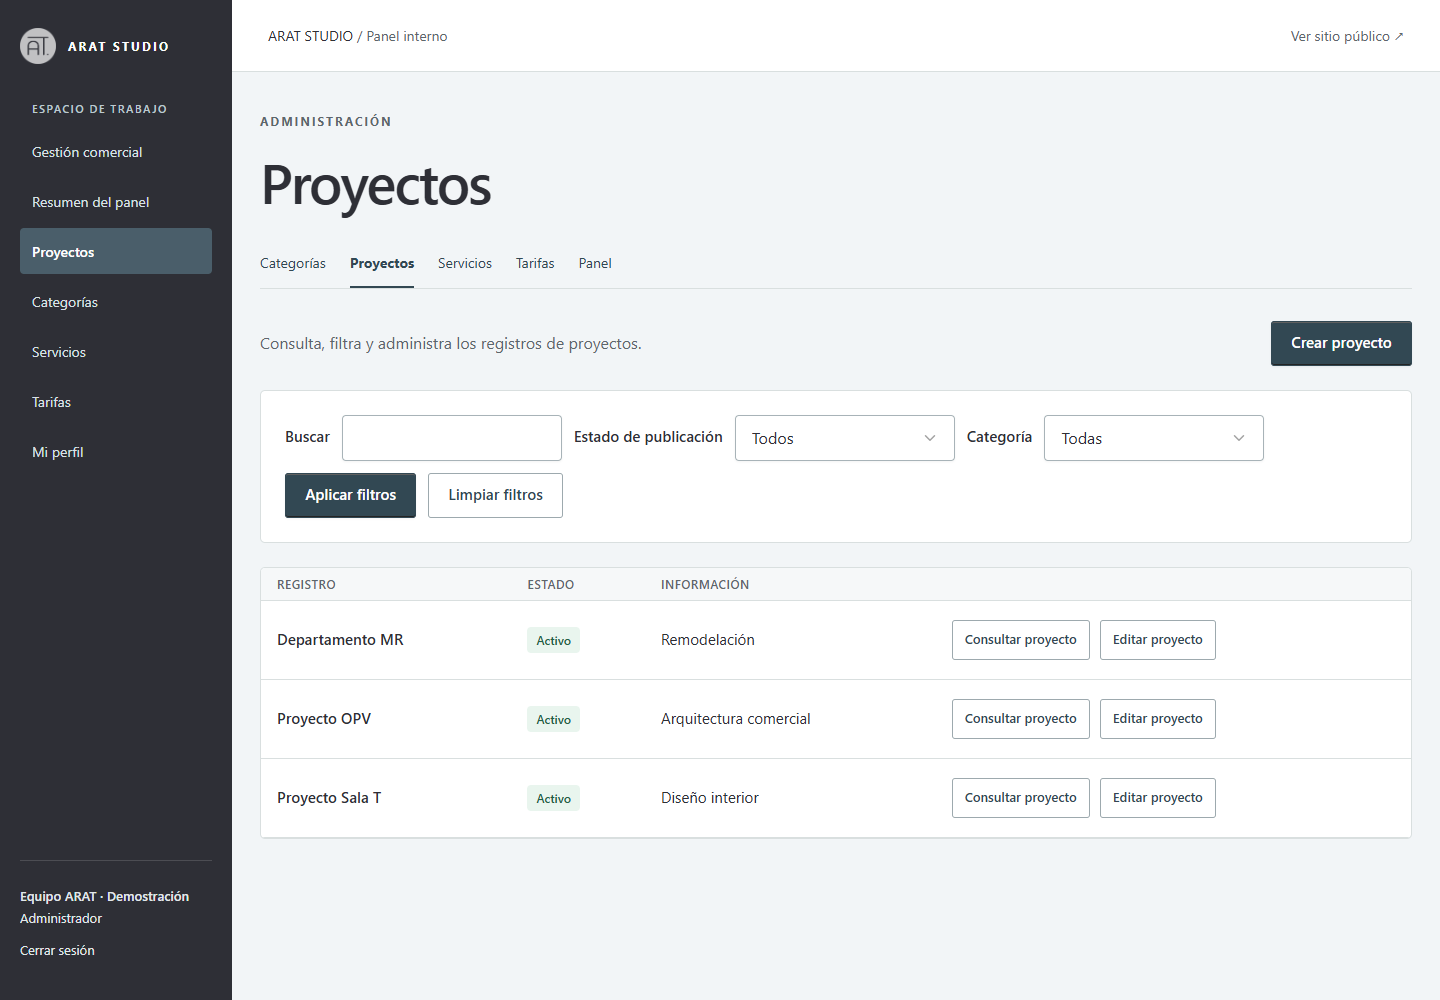 AT.
ARAT STUDIO
ESPACIO DE TRABAJO
Gestión comercial
Resumen del panel
Proyectos
Categorías
Servicios
Tarifas
Mi perfil
Equipo ARAT · Demostración
Administrador
Cerrar sesión
ARAT STUDIO / Panel interno
Ver sitio público ↗
ADMINISTRACIÓN
Proyectos
Categorías Proyectos Servicios Tarifas Panel
Consulta, filtra y administra los registros de proyectos.
Crear proyecto
Buscar Estado de publicación Todos Categoría Todas
Aplicar filtros Limpiar filtros
REGISTRO ESTADO INFORMACIÓN
Departamento MR Activo Remodelación Consultar proyecto Editar proyecto
Proyecto OPV Activo Arquitectura comercial Consultar proyecto Editar proyecto
Proyecto Sala T Activo Diseño interior Consultar proyecto Editar proyecto